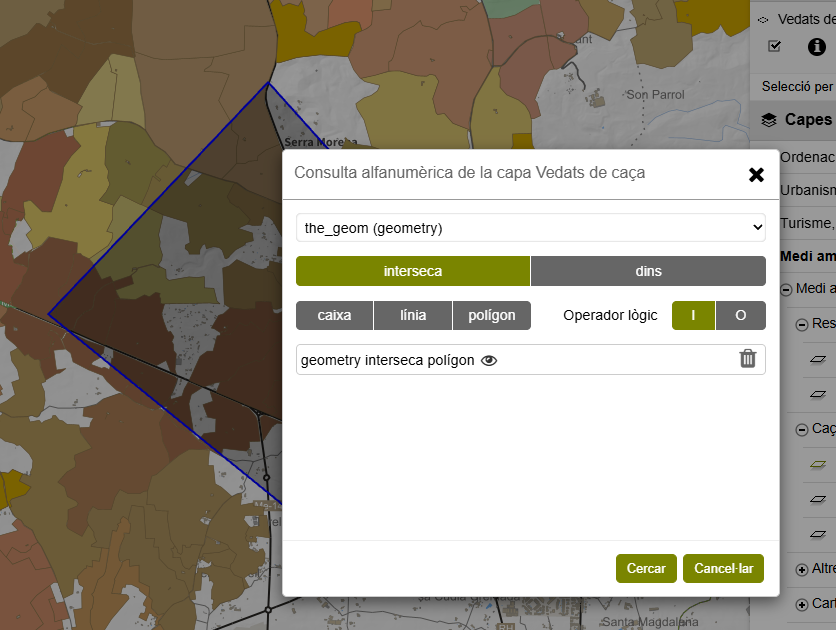 Vedats de
Selecció per
Capes
Ordenac
Urbanism
Turisme,
Medi am
Medi a
Res
Caç
Altre
Cart
Son Parrol
Serra Morena
Consulta alfanumèrica de la capa Vedats de caça
the_geom (geometry)
interseca dins
caixa línia polígon Operador lògic I O
geometry interseca polígon
Cercar Cancel·lar
Santa Magdalena